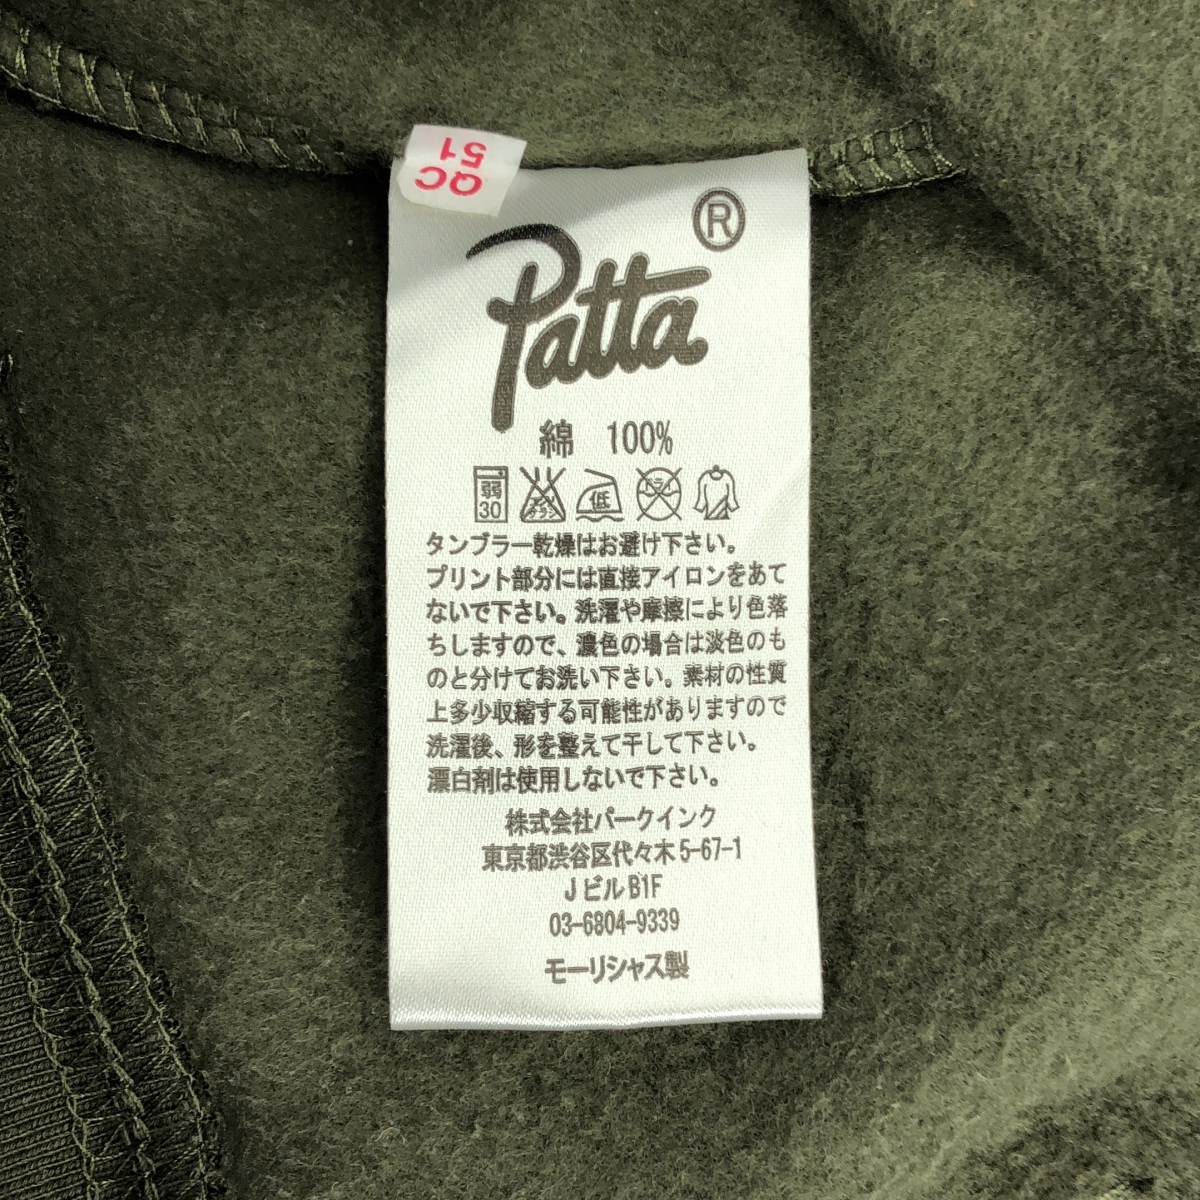 QC
51
Patta®
綿 100%
弱
30
低
タンブラー乾燥はお避け下さい。
プリント部分には直接アイロンをあて
ないで下さい。洗濯や摩擦により色落
ちしますので、濃色の場合は淡色のも
のと分けてお洗い下さい。素材の性質
上多少収縮する可能性がありますので
洗濯後、形を整えて干して下さい。
漂白剤は使用しないで下さい。
株式会社パークインク
東京都渋谷区代々木5-67-1
JビルB1F
03-6804-9339
モーリシャス製